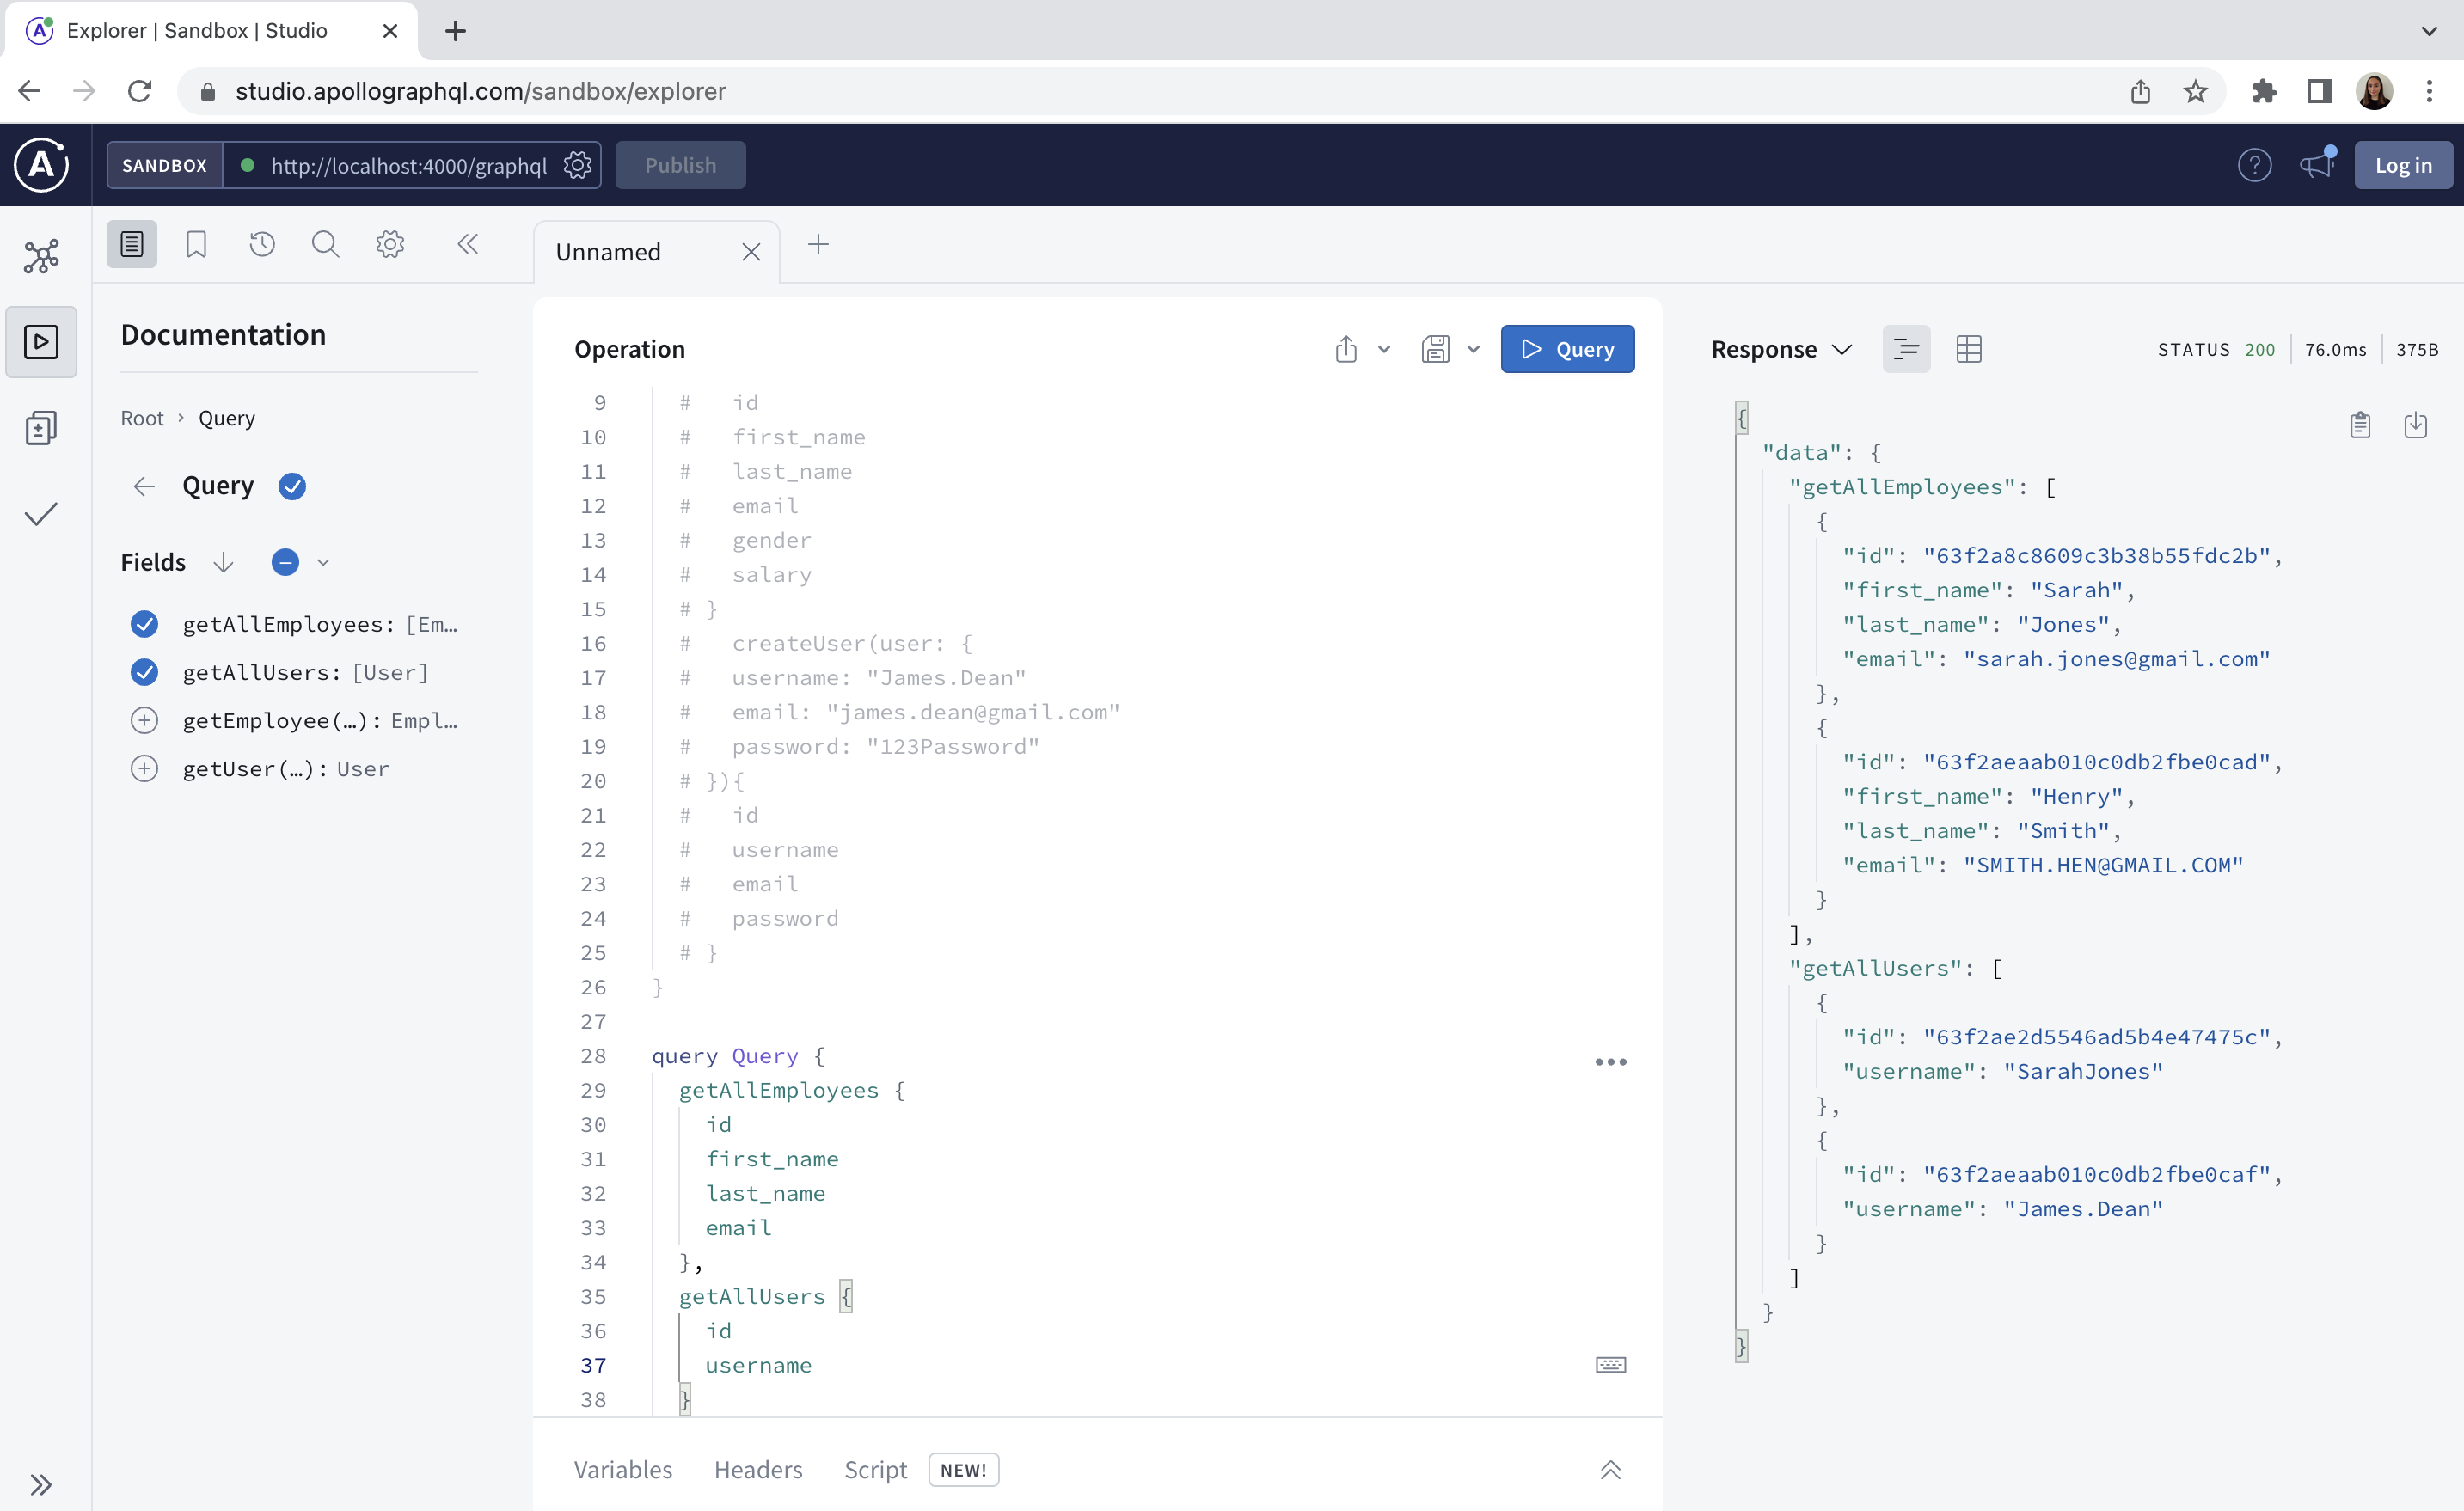 Explorer | Sandbox | Studio
studio.apollographql.com/sandbox/explorer
SANDBOX http://localhost:4000/graphql Publish Log in
Unnamed
Documentation
Root › Query
Query
Fields
getAllEmployees: [Em…
getAllUsers: [User]
getEmployee(…): Empl…
getUser(…): User
Operation
Query
9 # id
10 # first_name
11 # last_name
12 # email
13 # gender
14 # salary
15 # }
16 # createUser(user: {
17 # username: "James.Dean"
18 # email: "james.dean@gmail.com"
19 # password: "123Password"
20 # }){
21 # id
22 # username
23 # email
24 # password
25 # }
26 }
27
28 query Query {
29 getAllEmployees {
30 id
31 first_name
32 last_name
33 email
34 },
35 getAllUsers {
36 id
37 username
38 }
Variables Headers Script NEW!
Response STATUS 200 76.0ms 375B
{
"data": {
"getAllEmployees": [
{
"id": "63f2a8c8609c3b38b55fdc2b",
"first_name": "Sarah",
"last_name": "Jones",
"email": "sarah.jones@gmail.com"
},
{
"id": "63f2aeaab010c0db2fbe0cad",
"first_name": "Henry",
"last_name": "Smith",
"email": "SMITH.HEN@GMAIL.COM"
}
],
"getAllUsers": [
{
"id": "63f2ae2d5546ad5b4e47475c",
"username": "SarahJones"
},
{
"id": "63f2aeaab010c0db2fbe0caf",
"username": "James.Dean"
}
]
}
}